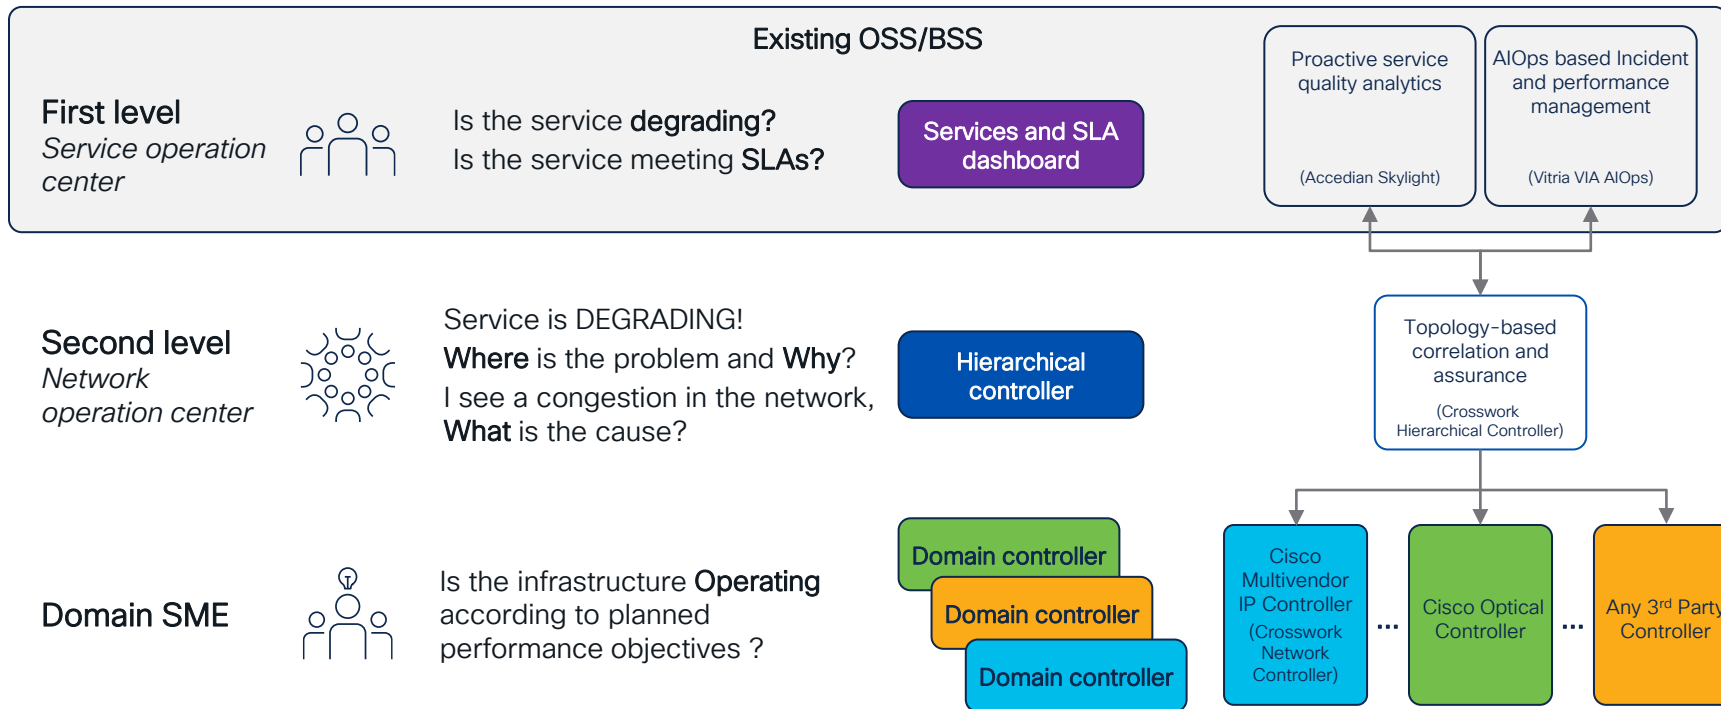 Existing OSS/BSS
First level
Service operation
center
Is the service degrading?
Is the service meeting SLAs?
Services and SLA
dashboard
Proactive service
quality analytics
(Accedian Skylight)
AIOps based Incident
and performance
management
(Vitria VIA AIOps)
Second level
Network
operation center
Service is DEGRADING!
Where is the problem and Why?
I see a congestion in the network,
What is the cause?
Hierarchical
controller
Topology-based
correlation and
assurance
(Crosswork
Hierarchical Controller)
Domain SME
Is the infrastructure Operating
according to planned
performance objectives ?
Domain controller
Domain controller
Domain controller
Cisco
Multivendor
IP Controller
(Crosswork
Network
Controller)
...
Cisco Optical
Controller
...
Any 3rd Party
Controller